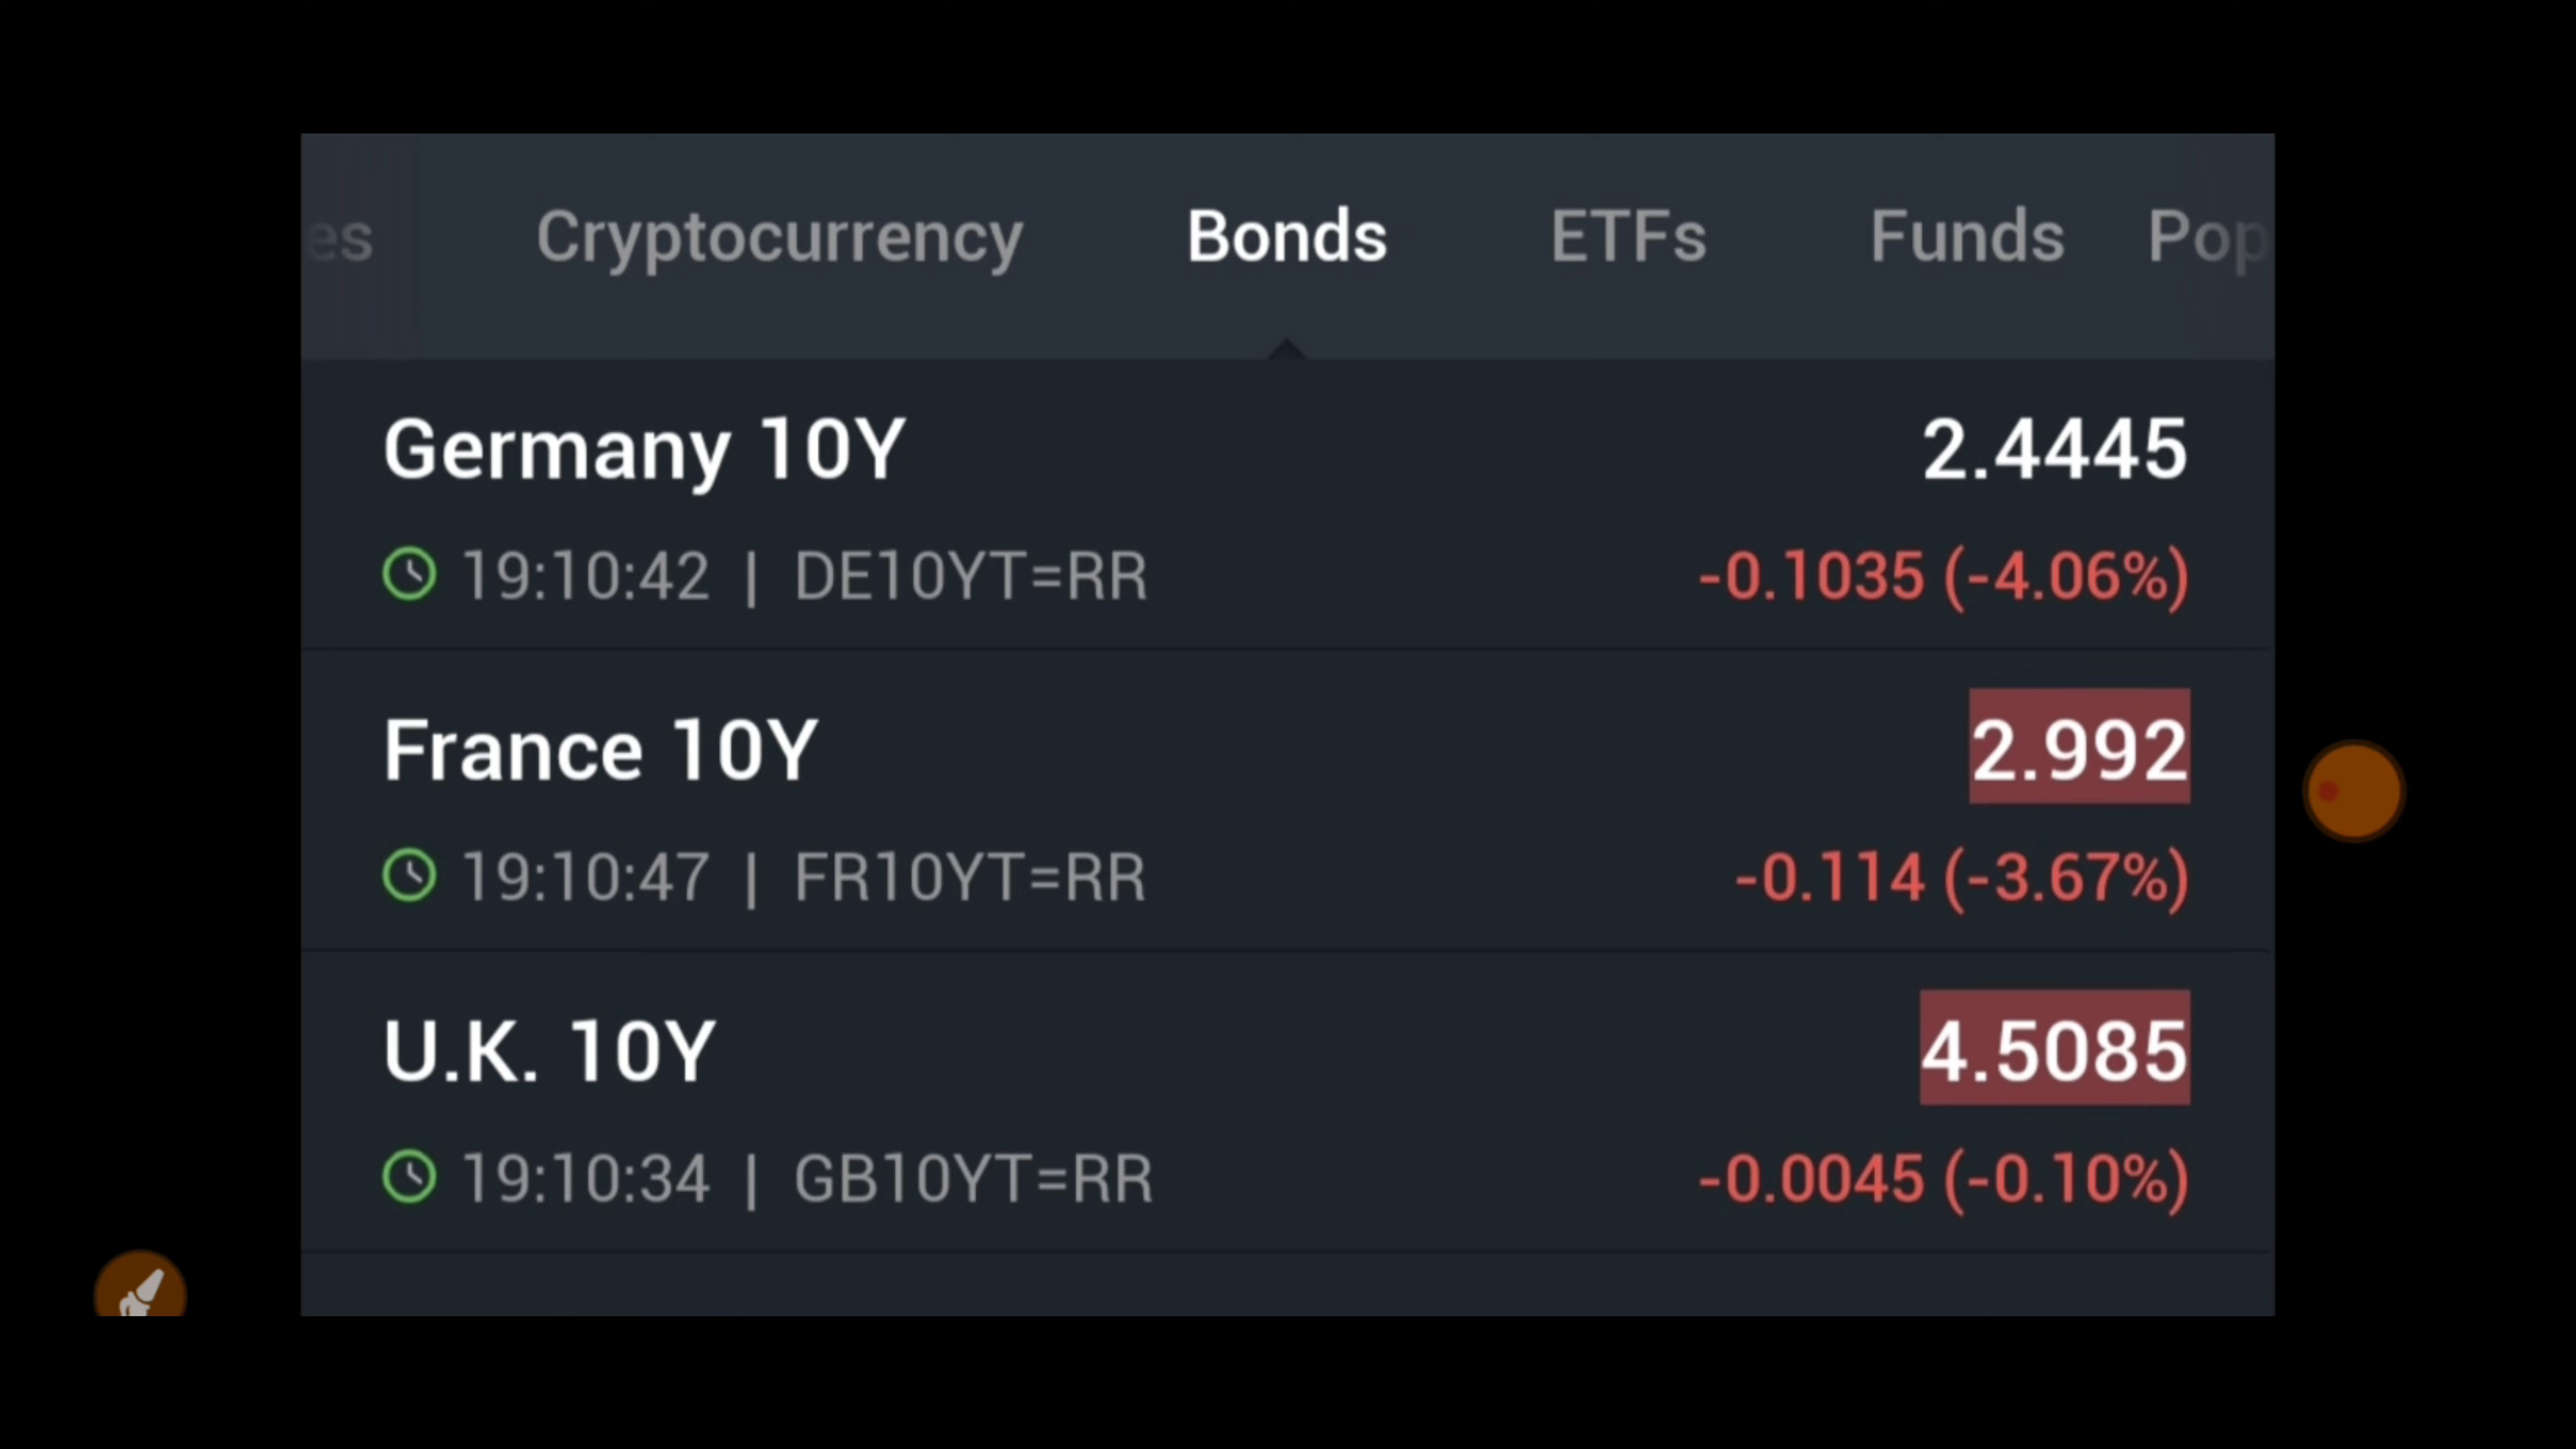 es Cryptocurrency Bonds ETFs Funds Pop
Germany 10Y 2.4445
19:10:42 | DE10YT=RR -0.1035 (-4.06%)
France 10Y 2.992
19:10:47 | FR10YT=RR -0.114 (-3.67%)
U.K. 10Y 4.5085
19:10:34 | GB10YT=RR -0.0045 (-0.10%)